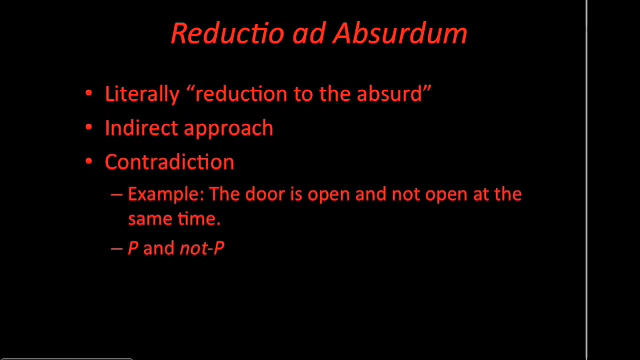 Reductio ad Absurdum
• Literally “reduction to the absurd”
• Indirect approach
• Contradiction
– Example: The door is open and not open at the
same time.
– P and not-P